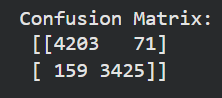 Confusion Matrix:
[[4203   71]
[ 159 3425]]